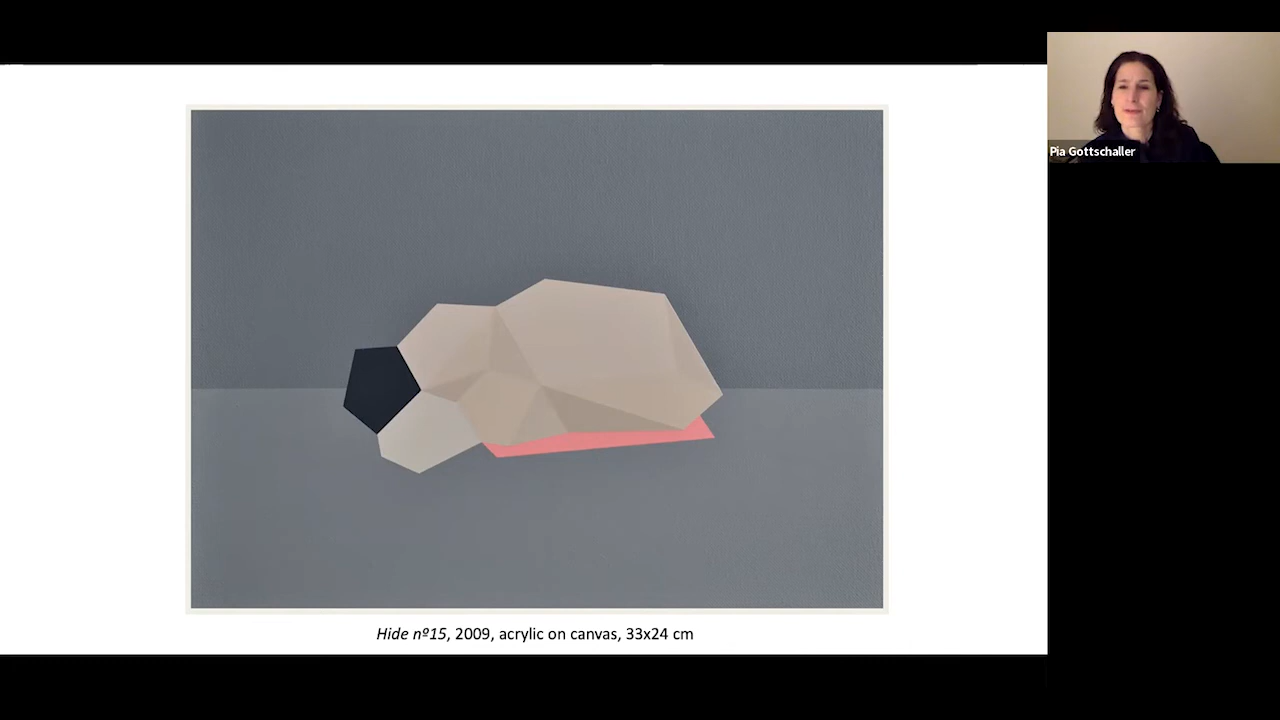 Pia Gottschaller
Hide nº15, 2009, acrylic on canvas, 33x24 cm